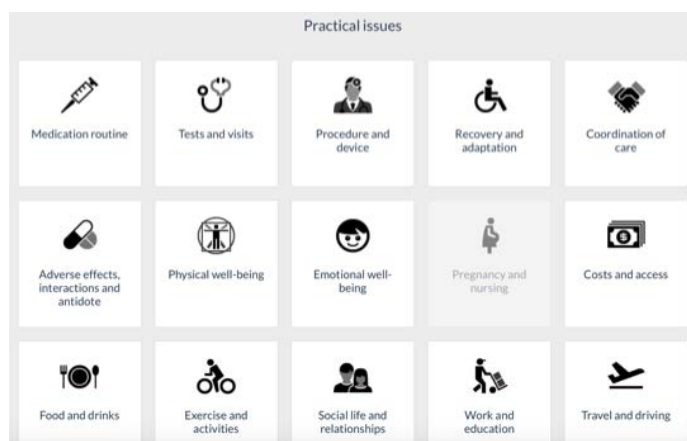 Practical issues
Medication routine
Tests and visits
Procedure and
device
Recovery and
adaptation
Coordination of
care
Adverse effects,
interactions and
antidote
Physical well-being
Emotional well-
being
Pregnancy and
nursing
Costs and access
Food and drinks
Exercise and
activities
Social life and
relationships
Work and
education
Travel and driving